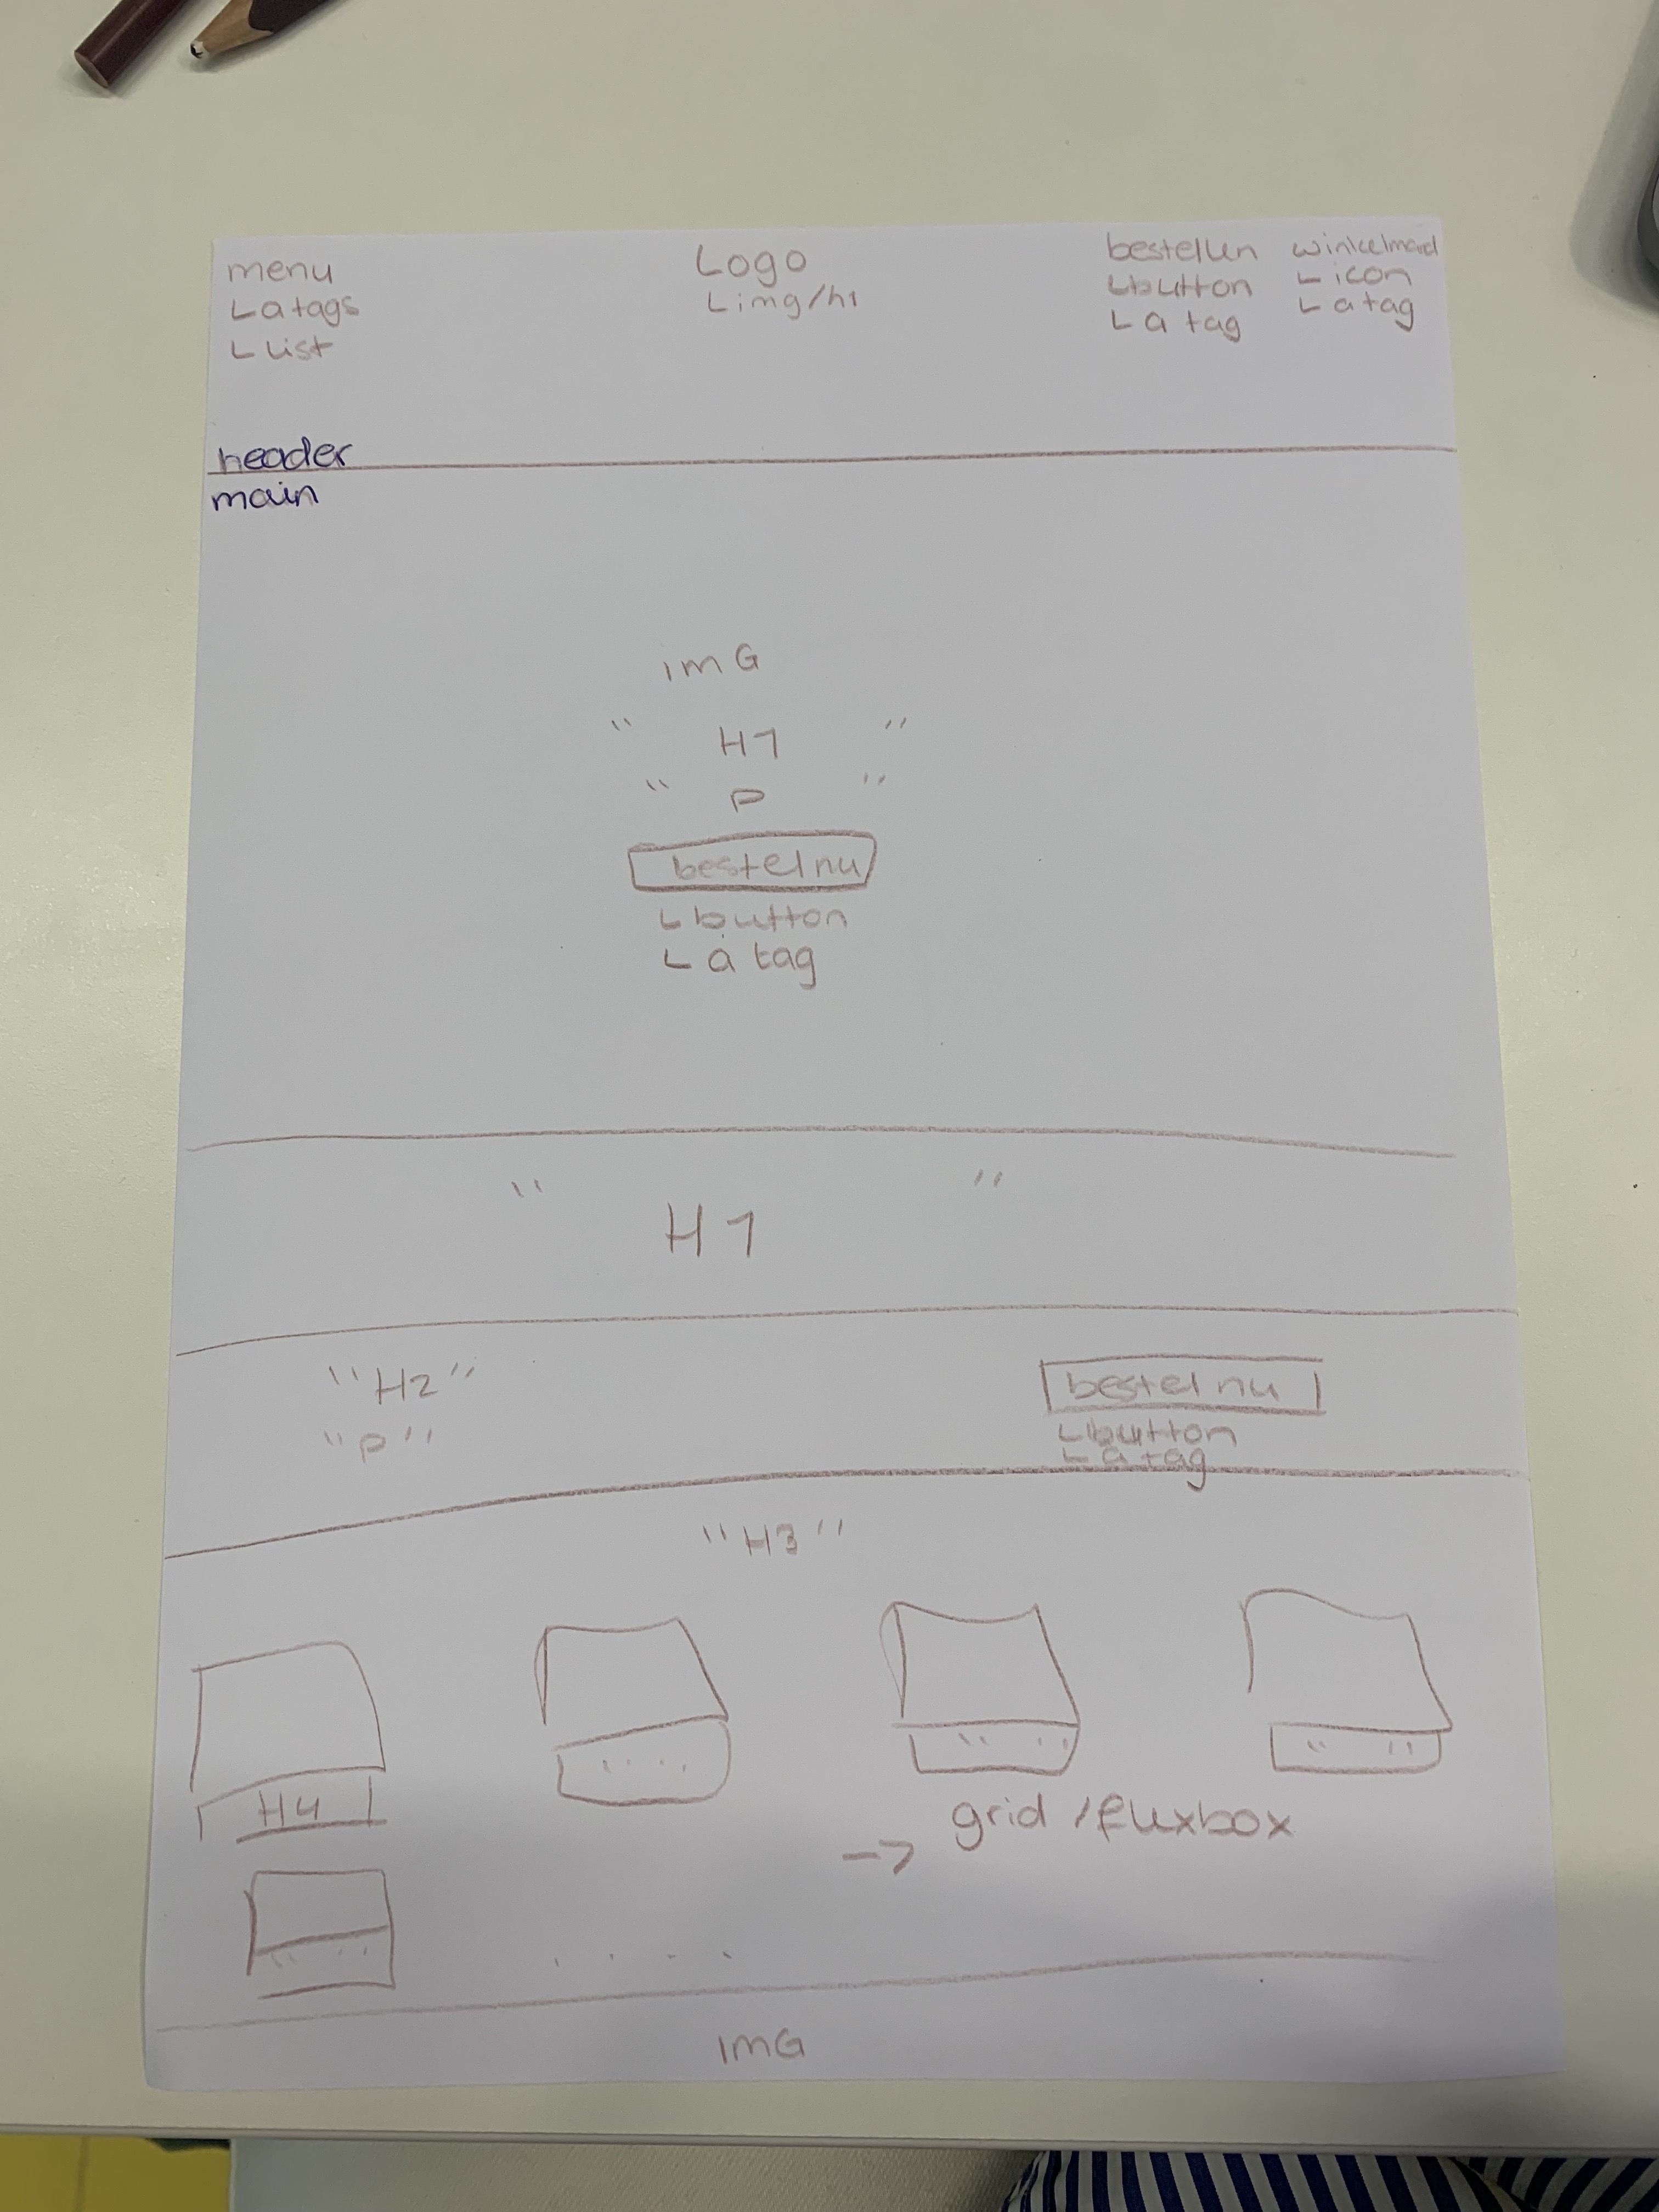 menu
L a tags
L list
Logo
L img/h1
bestellen
L button
L a tag
winkelmand
L icon
L a tag
header
main
imG
" H1 "
" P "
bestel nu
L button
L a tag
" H1 "
"H2"
"P"
bestel nu
L button
L a tag
"H3"
H4
-> grid / flexbox
imG